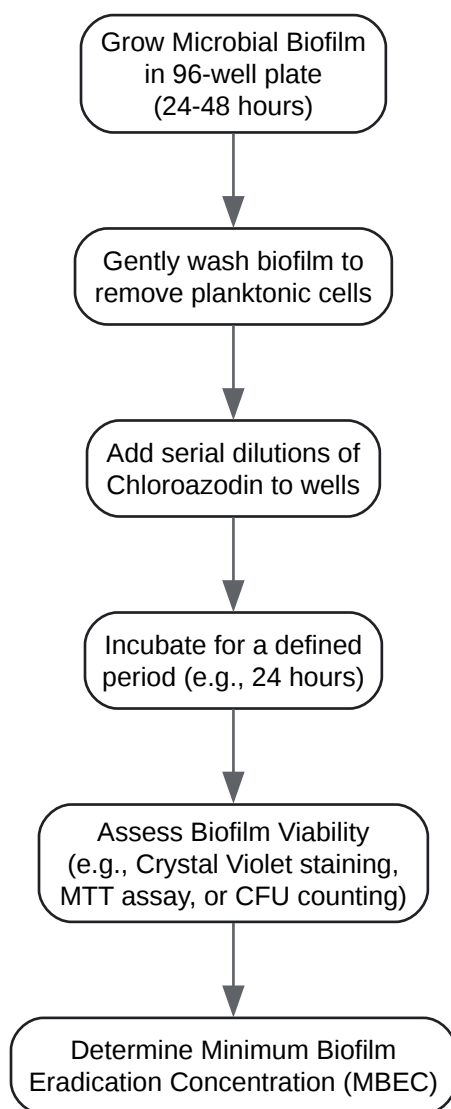 Grow Microbial Biofilm
in 96-well plate
(24-48 hours)
Gently wash biofilm to
remove planktonic cells
Add serial dilutions of
Chloroazodin to wells
Incubate for a defined
period (e.g., 24 hours)
Assess Biofilm Viability
(e.g., Crystal Violet staining,
MTT assay, or CFU counting)
Determine Minimum Biofilm
Eradication Concentration (MBEC)